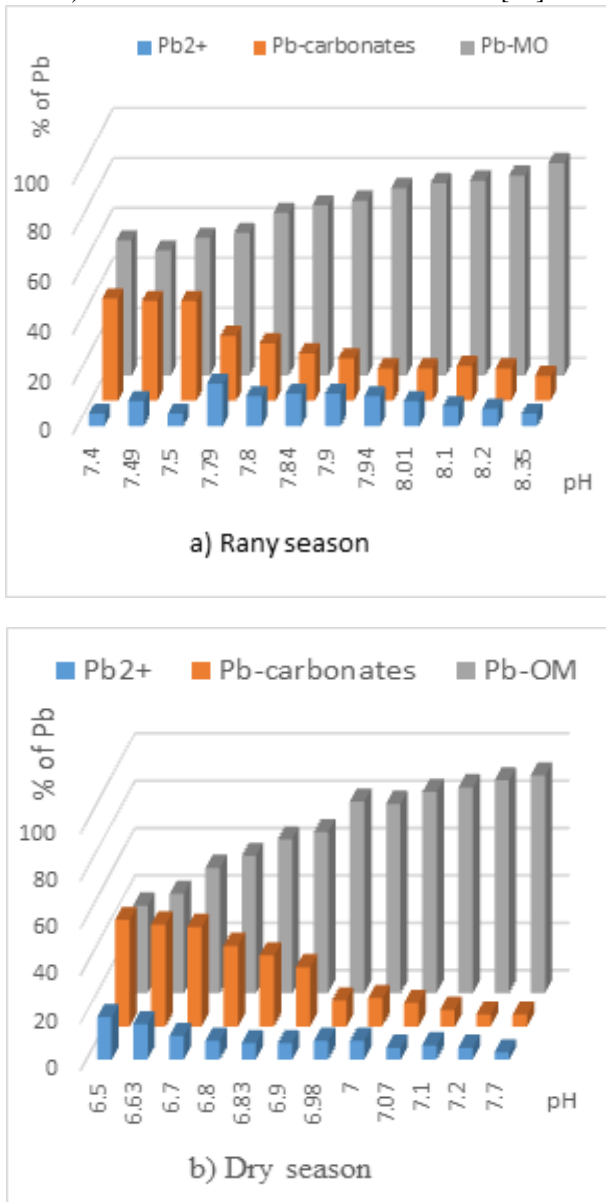 Pb2+ Pb-carbonates Pb-MO
% of Pb
100
80
60
40
20
0
7.4 7.49 7.5 7.79 7.8 7.84 7.9 7.94 8.01 8.1 8.2 8.35 pH
a) Rany season
Pb2+ Pb-carbonates Pb-OM
% of Pb
100
80
60
40
20
0
6.5 6.63 6.7 6.8 6.83 6.9 6.98 7 7.07 7.1 7.2 7.7 pH
b) Dry season